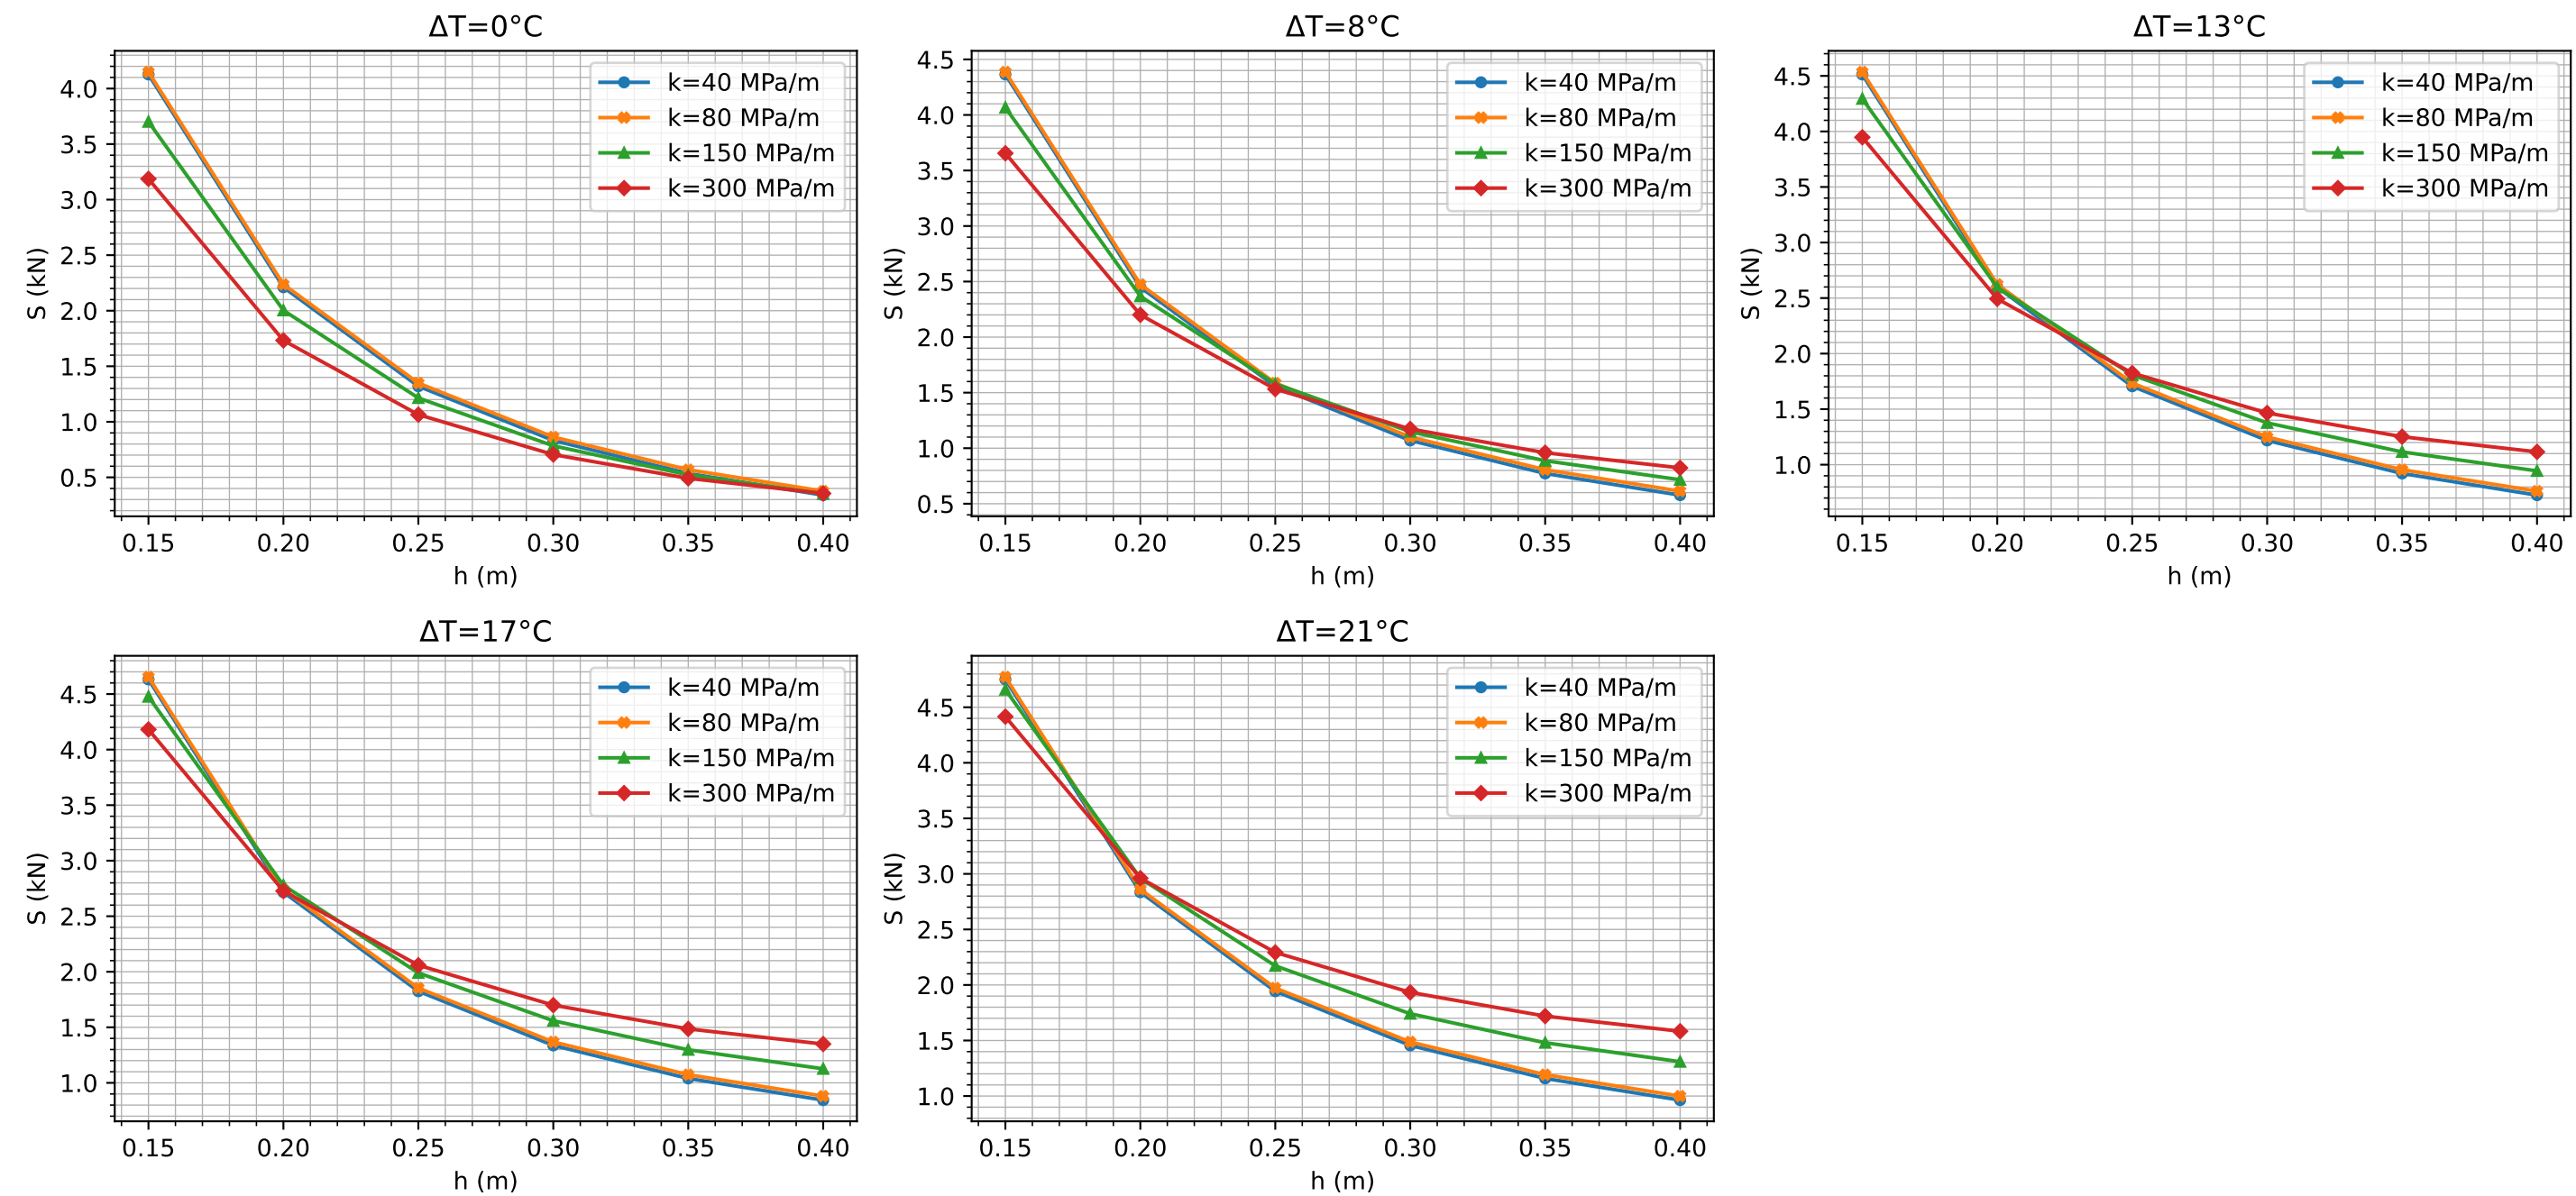 ΔT=0°C
4.0
3.5
3.0
2.5
2.0
1.5
1.0
0.5
S (kN)
0.15 0.20 0.25 0.30 0.35 0.40
h (m)
k=40 MPa/m
k=80 MPa/m
k=150 MPa/m
k=300 MPa/m
ΔT=8°C
4.5
4.0
3.5
3.0
2.5
2.0
1.5
1.0
0.5
S (kN)
0.15 0.20 0.25 0.30 0.35 0.40
h (m)
k=40 MPa/m
k=80 MPa/m
k=150 MPa/m
k=300 MPa/m
ΔT=13°C
4.5
4.0
3.5
3.0
2.5
2.0
1.5
1.0
S (kN)
0.15 0.20 0.25 0.30 0.35 0.40
h (m)
k=40 MPa/m
k=80 MPa/m
k=150 MPa/m
k=300 MPa/m
ΔT=17°C
4.5
4.0
3.5
3.0
2.5
2.0
1.5
1.0
S (kN)
0.15 0.20 0.25 0.30 0.35 0.40
h (m)
k=40 MPa/m
k=80 MPa/m
k=150 MPa/m
k=300 MPa/m
ΔT=21°C
4.5
4.0
3.5
3.0
2.5
2.0
1.5
1.0
S (kN)
0.15 0.20 0.25 0.30 0.35 0.40
h (m)
k=40 MPa/m
k=80 MPa/m
k=150 MPa/m
k=300 MPa/m